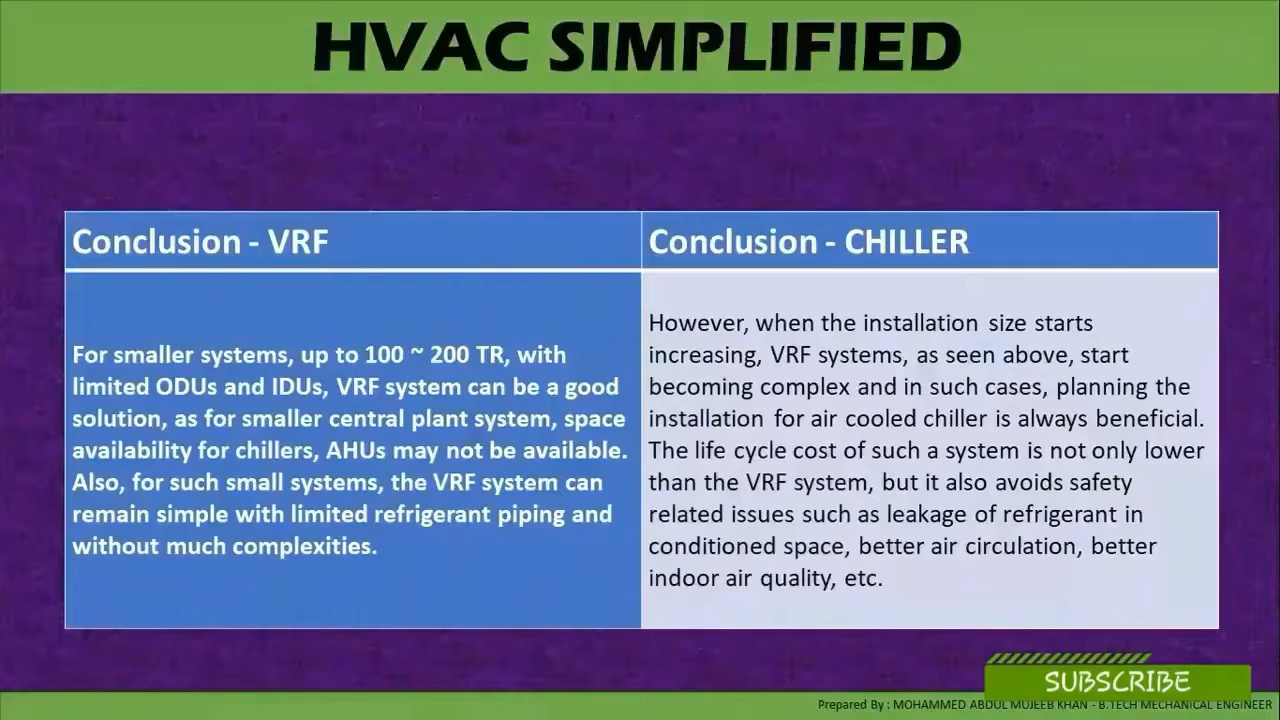 HVAC SIMPLIFIED
Conclusion - VRF
For smaller systems, up to 100 ~ 200 TR, with
limited ODUs and IDUs, VRF system can be a good
solution, as for smaller central plant system, space
availability for chillers, AHUs may not be available.
Also, for such small systems, the VRF system can
remain simple with limited refrigerant piping and
without much complexities.
Conclusion - CHILLER
However, when the installation size starts
increasing, VRF systems, as seen above, start
becoming complex and in such cases, planning the
installation for air cooled chiller is always beneficial.
The life cycle cost of such a system is not only lower
than the VRF system, but it also avoids safety
related issues such as leakage of refrigerant in
conditioned space, better air circulation, better
indoor air quality, etc.
SUBSCRIBE
Prepared By : MOHAMMED ABDUL MUJEEB KHAN - B.TECH MECHANICAL ENGINEER